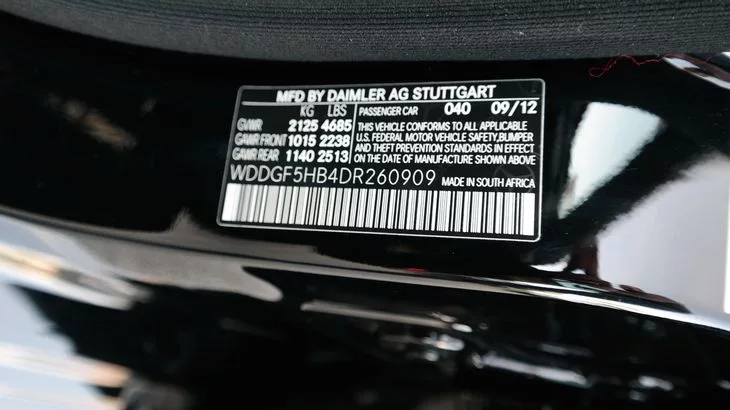 MFD BY DAIMLER AG STUTTGART
KG LBS PASSENGER CAR 040 09/12
GVWR 2125 4685 THIS VEHICLE CONFORMS TO ALL APPLICABLE
GAWR FRONT 1015 2238 U.S. FEDERAL MOTOR VEHICLE SAFETY,BUMPER
AND THEFT PREVENTION STANDARDS IN EFFECT
GAWR REAR 1140 2513 ON THE DATE OF MANUFACTURE SHOWN ABOVE.
WDDGF5HB4DR260909 MADE IN SOUTH AFRICA